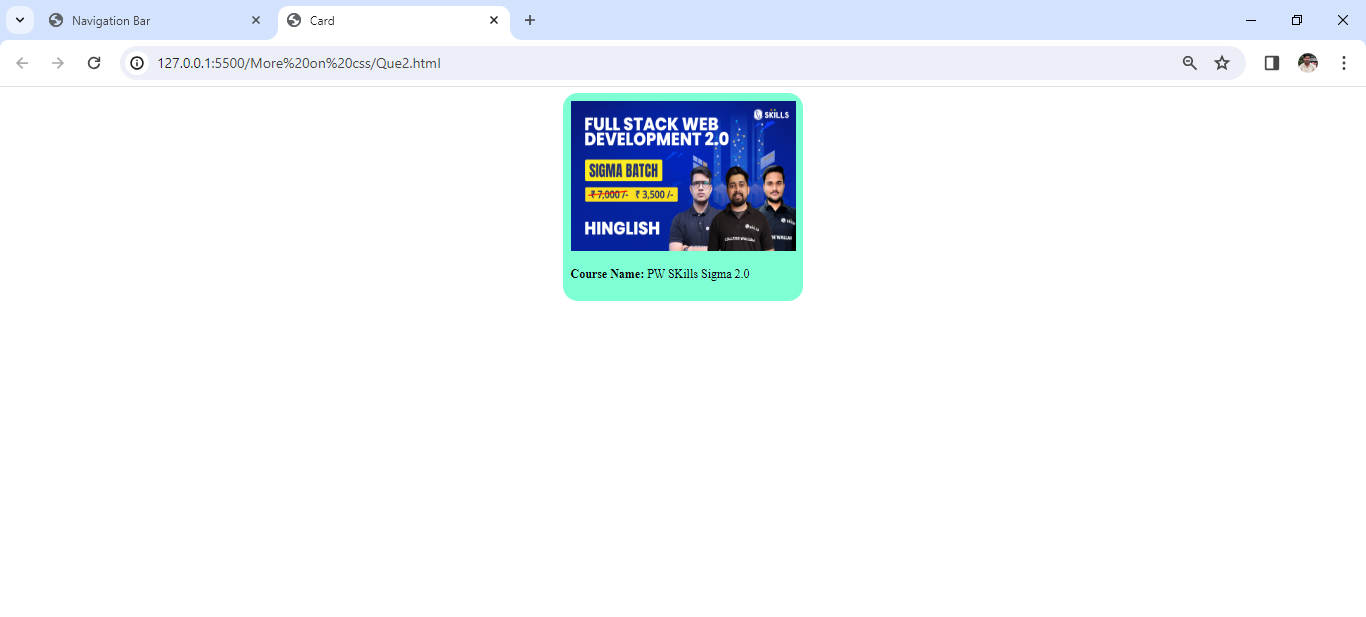 Navigation Bar
Card
127.0.0.1:5500/More%20on%20css/Que2.html
SKILLS
FULL STACK WEB
DEVELOPMENT 2.0
SIGMA BATCH
₹ 7,000 /- ₹ 3,500 /-
HINGLISH
Course Name: PW SKills Sigma 2.0